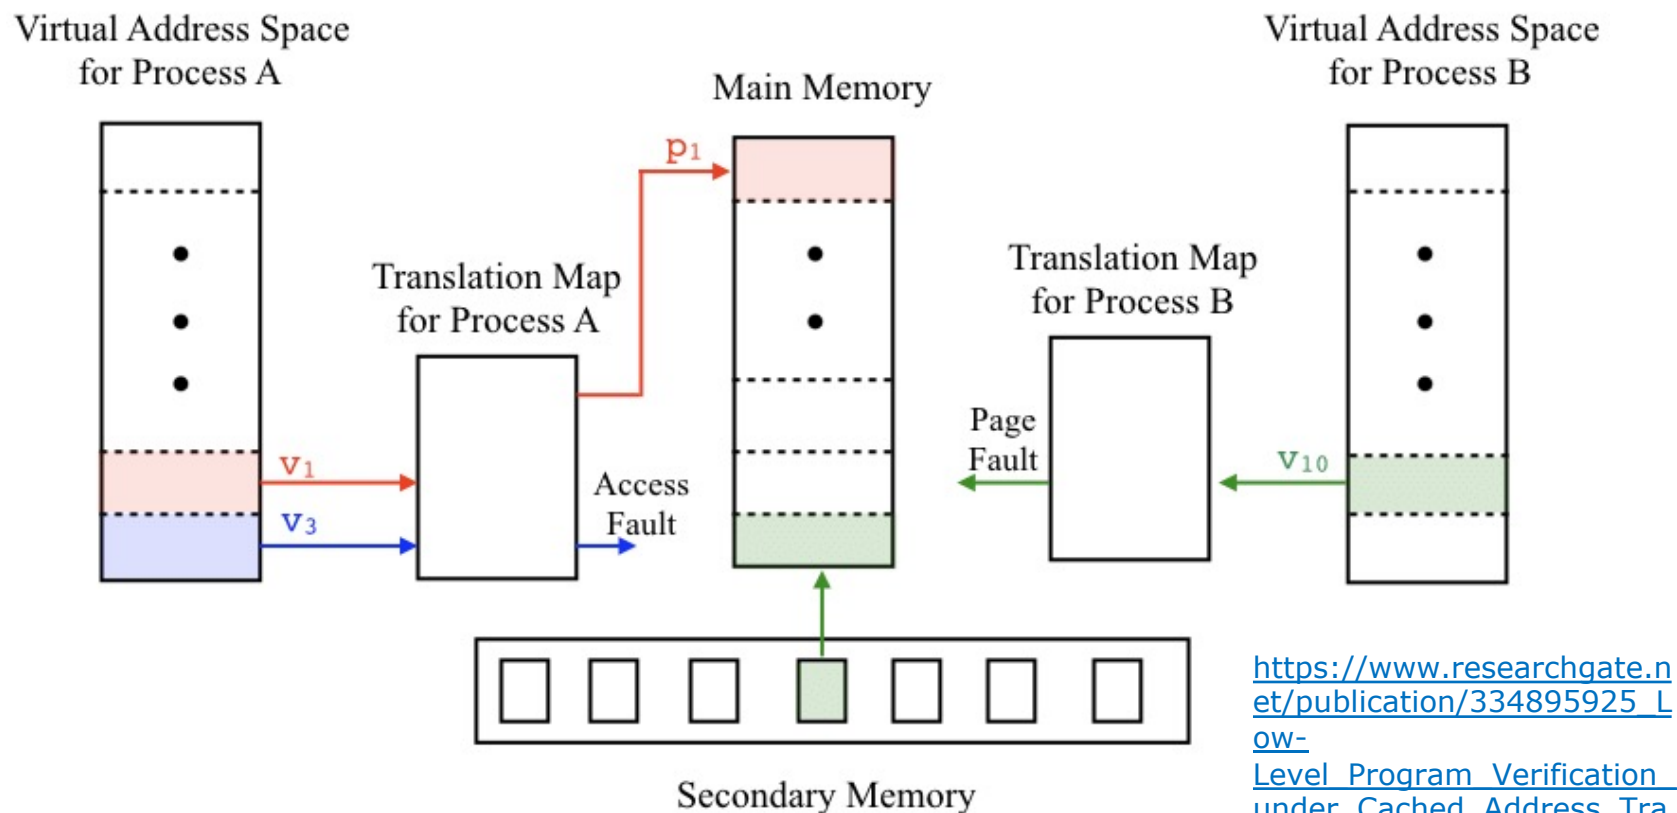 Virtual Address Space
for Process A
Main Memory
Virtual Address Space
for Process B
p1
Translation Map
for Process A
Translation Map
for Process B
v1
v3
Access
Fault
Page
Fault
v10
Secondary Memory
https://www.researchgate.n
et/publication/334895925_L
ow-
Level_Program_Verification_
under_Cached_Address_Tra